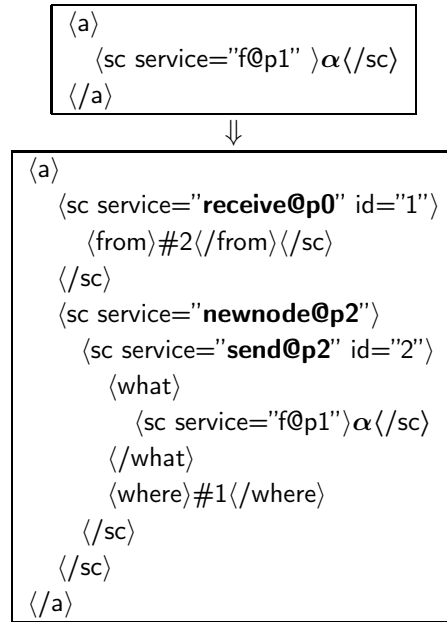 ⟨a⟩
⟨sc service="f@p1" ⟩α⟨/sc⟩
⟨/a⟩
⇓
⟨a⟩
⟨sc service="receive@p0" id="1"⟩
⟨from⟩#2⟨/from⟩⟨/sc⟩
⟨/sc⟩
⟨sc service="newnode@p2"⟩
⟨sc service="send@p2" id="2"⟩
⟨what⟩
⟨sc service="f@p1"⟩α⟨/sc⟩
⟨/what⟩
⟨where⟩#1⟨/where⟩
⟨/sc⟩
⟨/sc⟩
⟨/a⟩